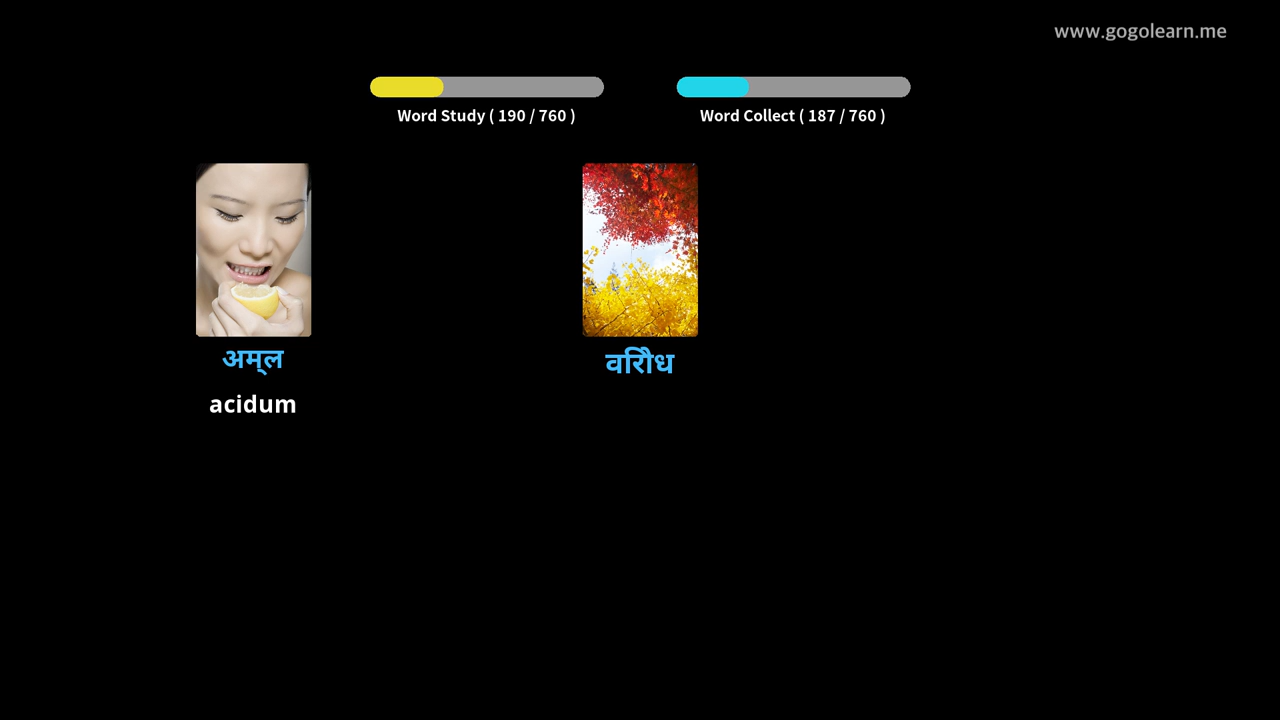 www.gogolearn.me
Word Study ( 190 / 760 )
Word Collect ( 187 / 760 )
अम्ल
acidum
वरिोध